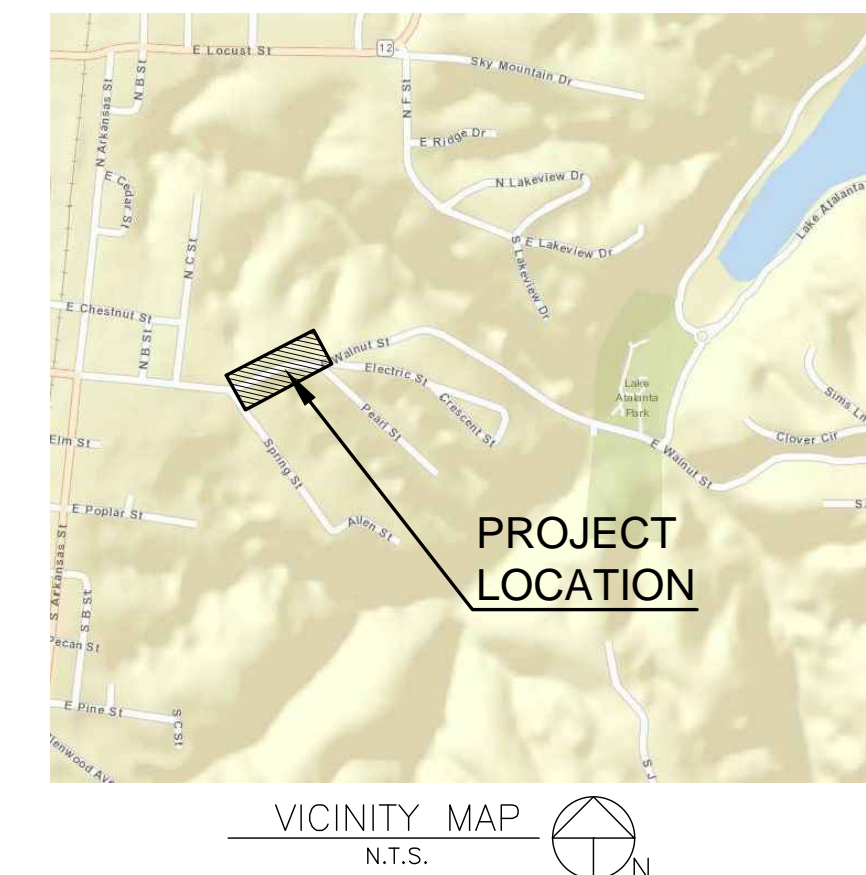 E Locust St
12
Sky Mountain Dr
N B St
N Arkansas St
N F St
E Ridge Dr
E Cedar St
N Lakeview Dr
Lake Atalanta
N C St
S Lakeview Dr
E Lakeview Dr
E Chestnut St
N B St
Walnut St
Electric St
Lake
Atalanta
Park
Sims Ln
Crescent St
Pearl St
Clover Cir
Elm St
Spring St
E Walnut St
S
E Poplar St
Allen St
PROJECT
LOCATION
S Arkansas St
S B St
Pecan St
E Pine St
S C St
Glenwood Ave
S J
VICINITY MAP
N.T.S.
N